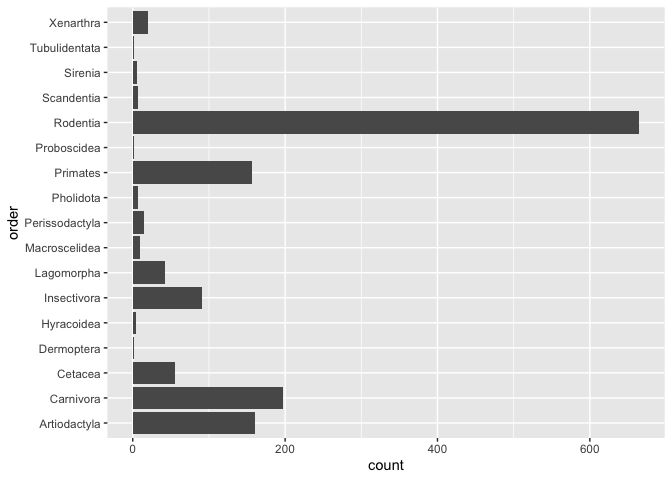 Xenarthra
Tubulidentata
Sirenia
Scandentia
Rodentia
Proboscidea
Primates
Pholidota
Perissodactyla
Macroscelidea
Lagomorpha
Insectivora
Hyracoidea
Dermoptera
Cetacea
Carnivora
Artiodactyla
order
0 200 400 600
count